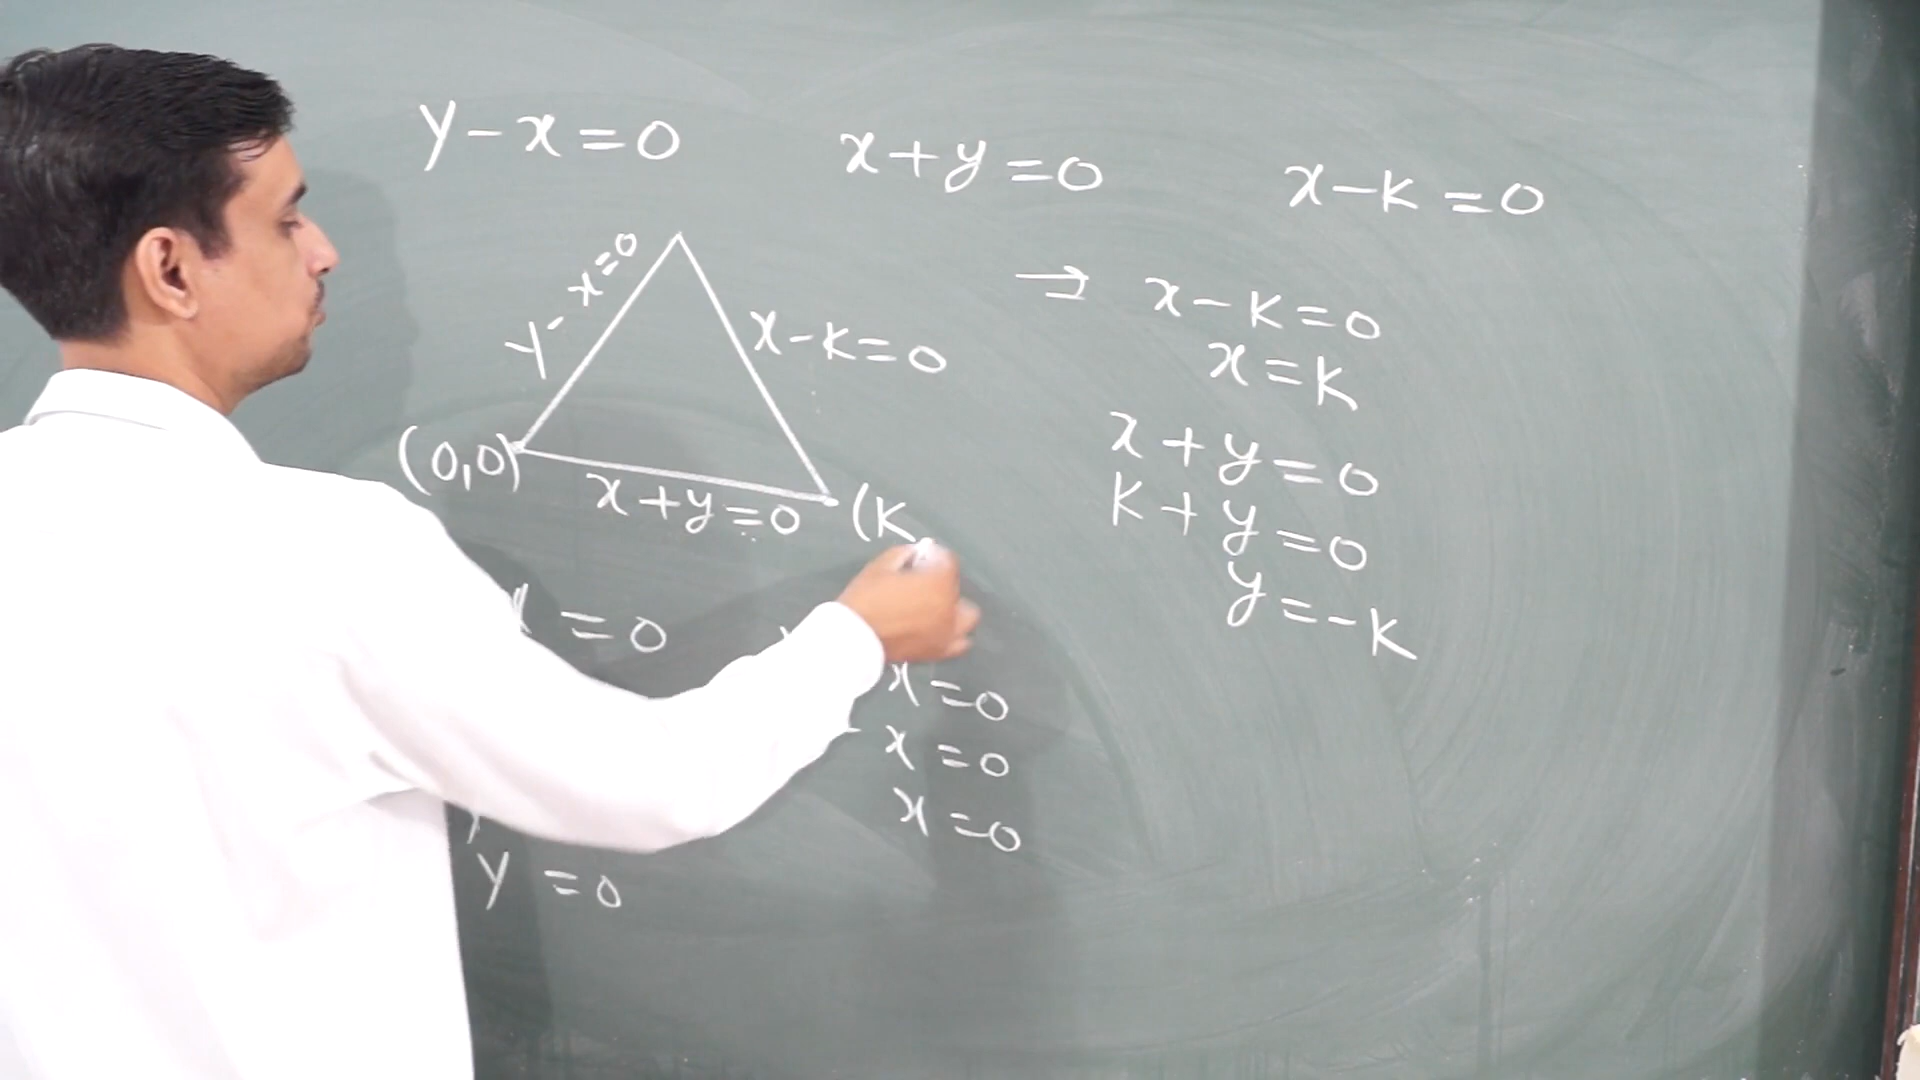 y-x=0
x+y=0
x-K=0
y-x=0
x-K=0
(0,0)
x+y=0
(K,
→ x-K=0
x=K
x+y=0
K+y=0
y=-K
x=0
x=0
x=0
x=0
y=0